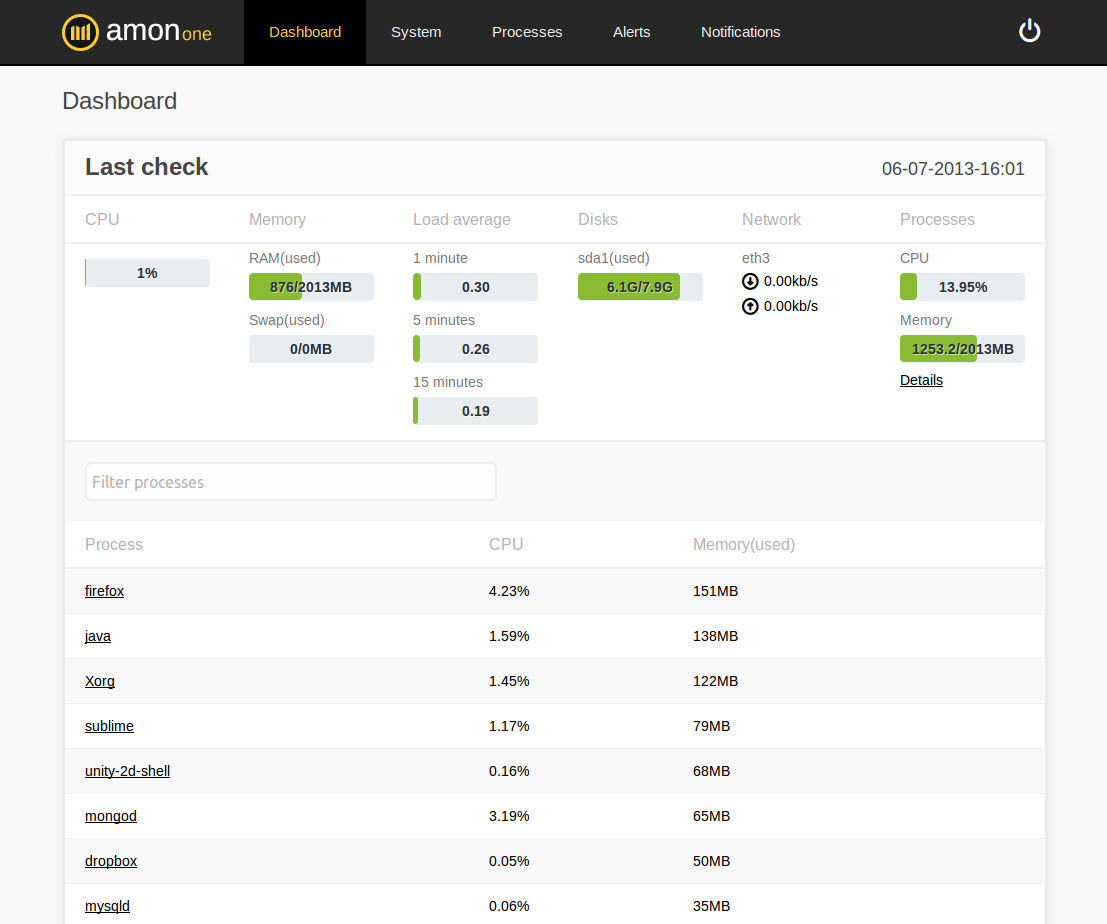 amonone Dashboard System Processes Alerts Notifications
Dashboard
Last check 06-07-2013-16:01
CPU Memory Load average Disks Network Processes
RAM(used) 1 minute sda1(used) eth3 CPU
1% 876/2013MB 0.30 6.1G/7.9G 0.00kb/s 13.95%
0.00kb/s
Swap(used) 5 minutes Memory
0/0MB 0.26 1253.2/2013MB
15 minutes Details
0.19
Filter processes
Process CPU Memory(used)
firefox 4.23% 151MB
java 1.59% 138MB
Xorg 1.45% 122MB
sublime 1.17% 79MB
unity-2d-shell 0.16% 68MB
mongod 3.19% 65MB
dropbox 0.05% 50MB
mysqld 0.06% 35MB